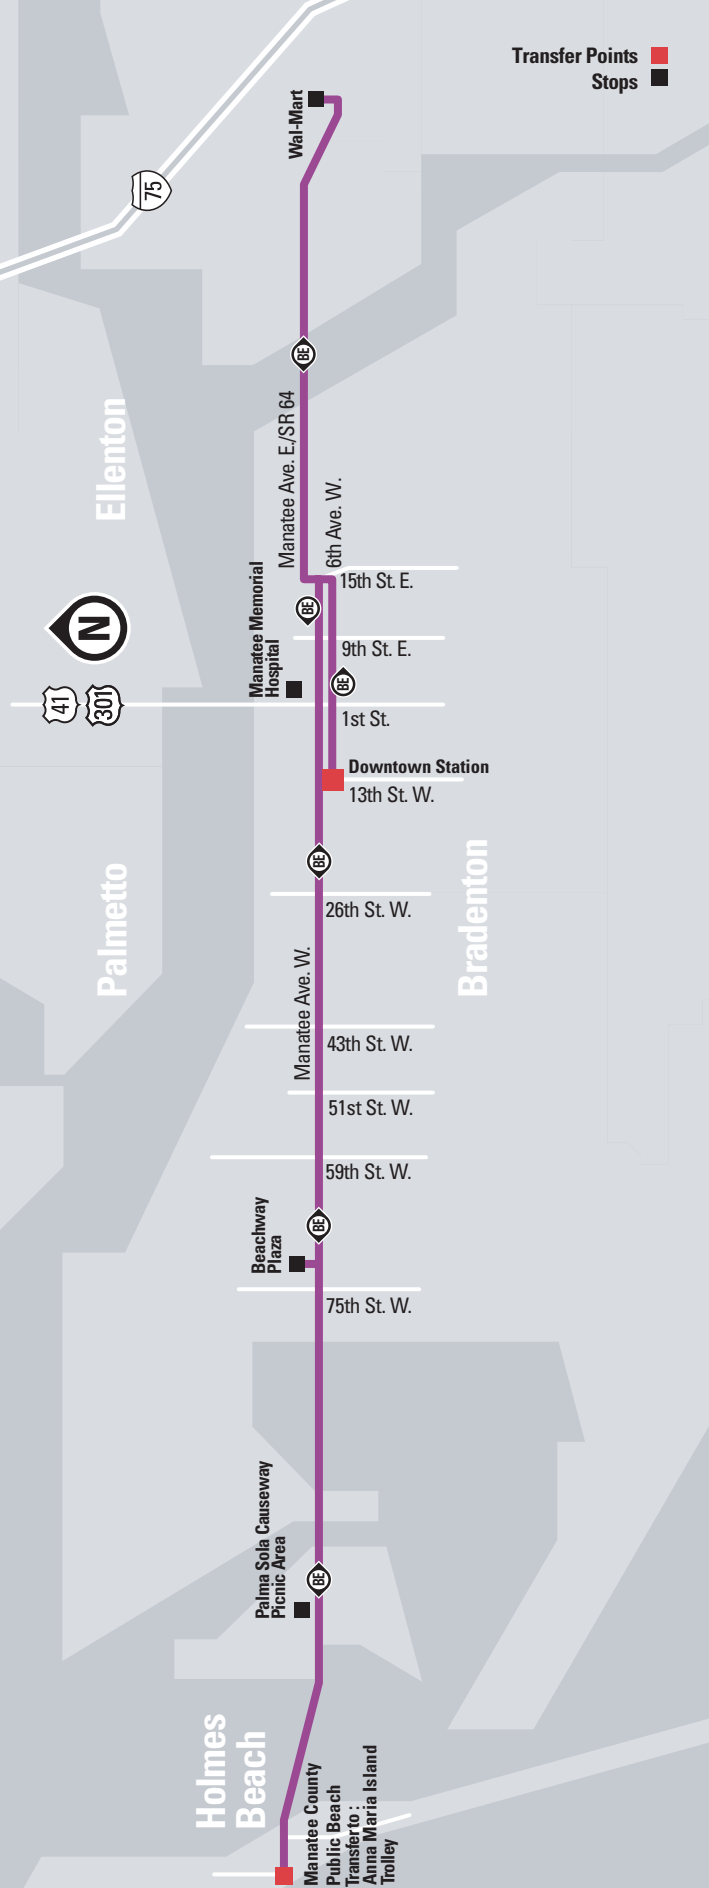 Transfer Points
Stops
Wal-Mart
75
BE
Manatee Ave. E./SR 64
6th Ave. W.
Ellenton
15th St. E.
BE
N
9th St. E.
Manatee Memorial
Hospital
BE
41
301
1st St.
Downtown Station
13th St. W.
BE
26th St. W.
Palmetto
Bradenton
Manatee Ave. W.
43th St. W.
51st St. W.
59th St. W.
BE
Beachway
Plaza
75th St. W.
Palma Sola Causeway
Picnic Area
BE
Holmes
Beach
Manatee County
Public Beach
Transferto :
Anna Maria Island
Trolley